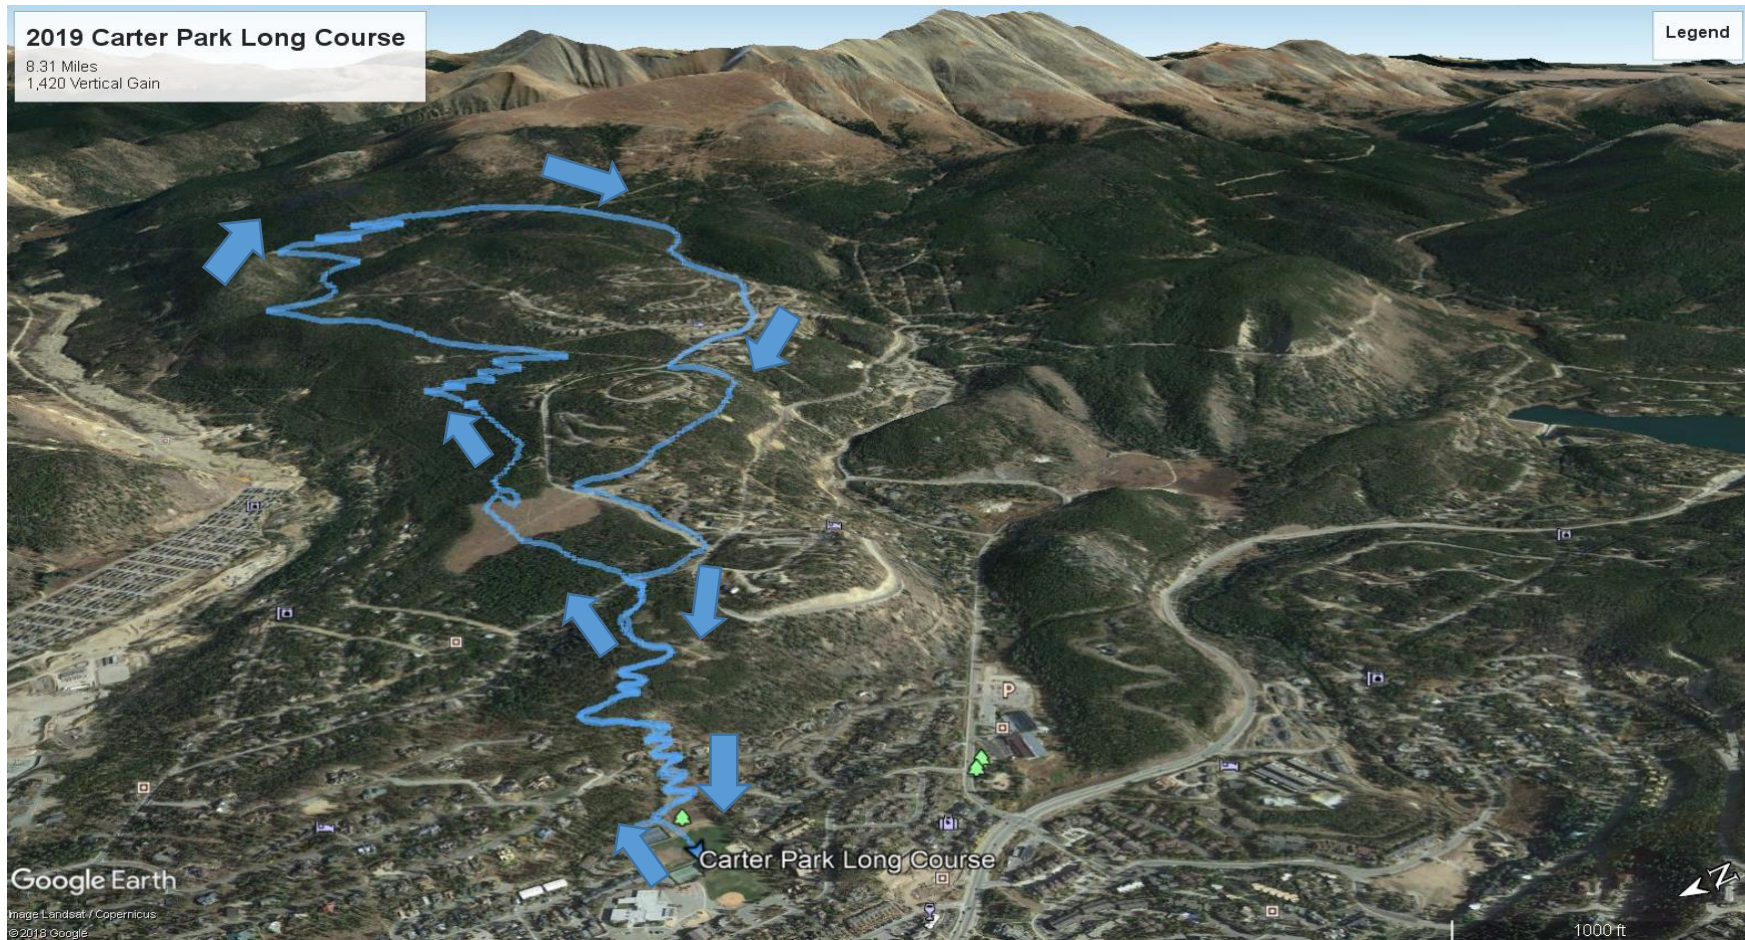 2019 Carter Park Long Course
8.31 Miles
1,420 Vertical Gain
Legend
P
Carter Park Long Course
Google Earth
Image Landsat / Copernicus
© 2018 Google
N
1000 ft